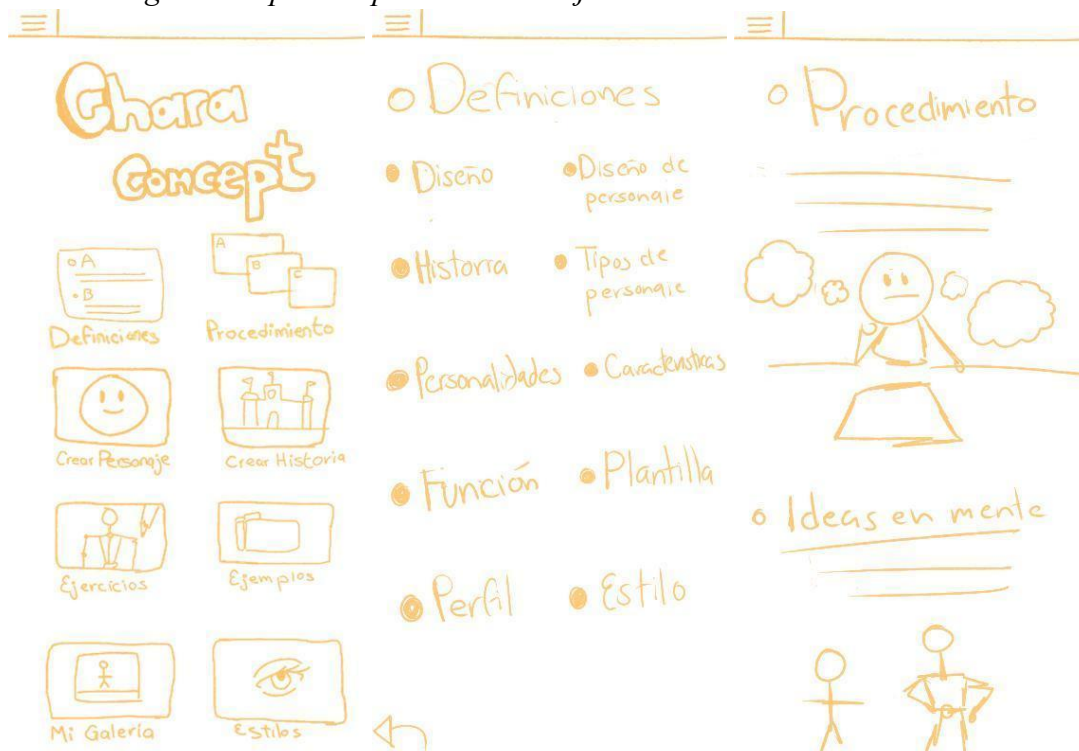 Chara
Concept
A
B
Definiciones
A
B
C
Procedimiento
Crear Personaje
Crear Historia
Ejercicios
Ejemplos
Mi Galería
Estilos
Definiciones
Diseño
Diseño de
personaje
Historia
Tipos de
personaje
Personalidades
Características
Función
Plantilla
Perfil
Estilo
Procedimiento
Ideas en mente